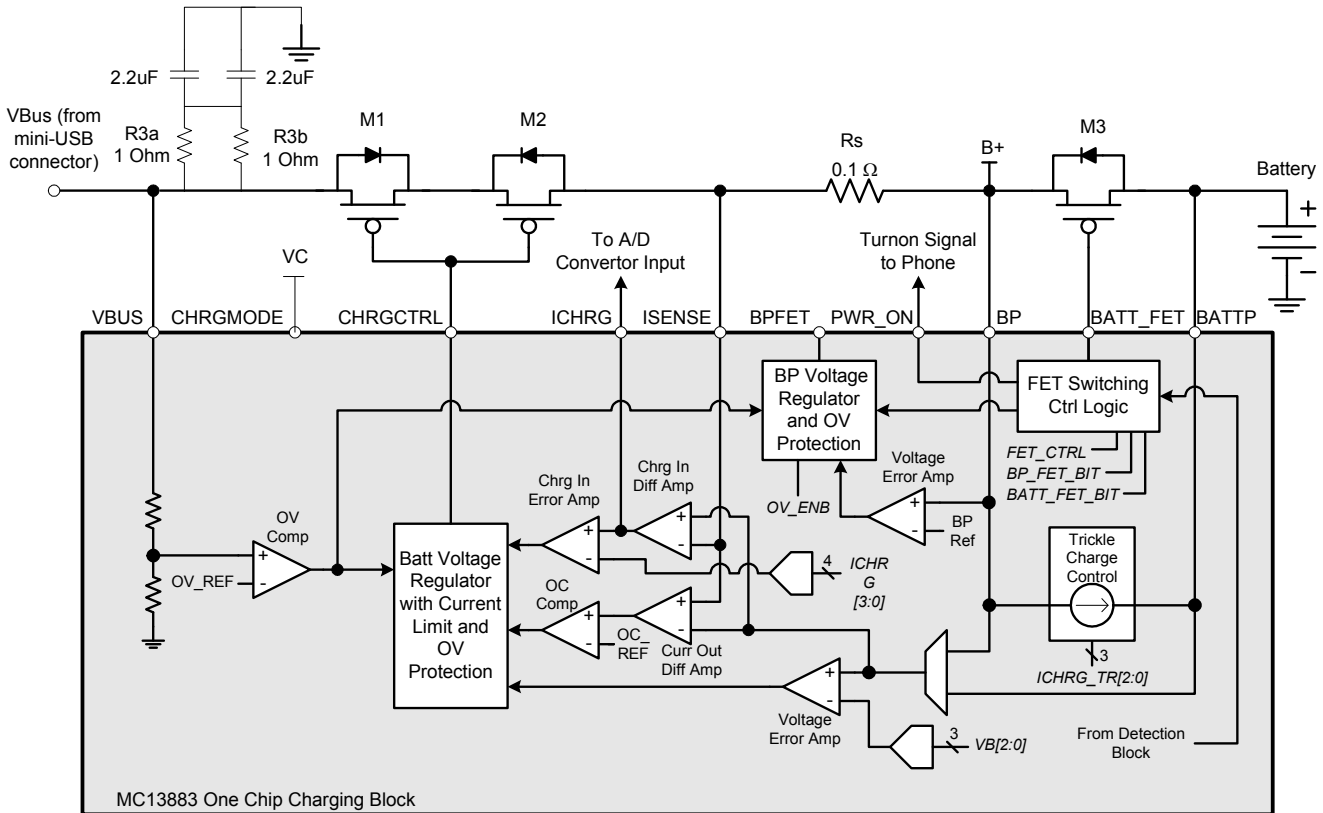 2.2uF
2.2uF
VBus (from
mini-USB
connector)
R3a
1 Ohm
R3b
1 Ohm
M1
M2
Rs
0.1 Ω
B+
M3
Battery
+
−
VC
To A/D
Convertor Input
Turnon Signal
to Phone
VBUS
CHRGMODE
CHRGCTRL
ICHRG
ISENSE
BPFET
PWR_ON
BP
BATT_FET
BATTP
BP Voltage
Regulator
and OV
Protection
FET Switching
Ctrl Logic
FET_CTRL
BP_FET_BIT
BATT_FET_BIT
OV_ENB
Voltage
Error Amp
+
-
BP
Ref
Chrg In
Error Amp
+
-
Chrg In
Diff Amp
+
-
OV
Comp
+
-
OV_REF
Batt Voltage
Regulator
with Current
Limit and
OV
Protection
4
ICHR
G
[3:0]
Trickle
Charge
Control
3
ICHRG_TR[2:0]
OC
Comp
+
-
OC_
REF
+
-
Curr Out
Diff Amp
+
-
Voltage
Error Amp
3
VB[2:0]
From Detection
Block
MC13883 One Chip Charging Block